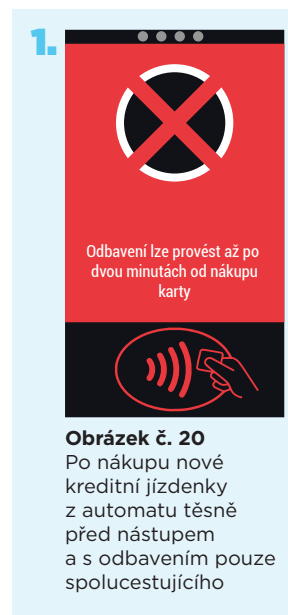 1.
Odbavení lze provést až po
dvou minutách od nákupu
karty
Obrázek č. 20
Po nákupu nové
kreditní jízdenky
z automatu těsně
před nástupem
a s odbavením pouze
spolucestujícího